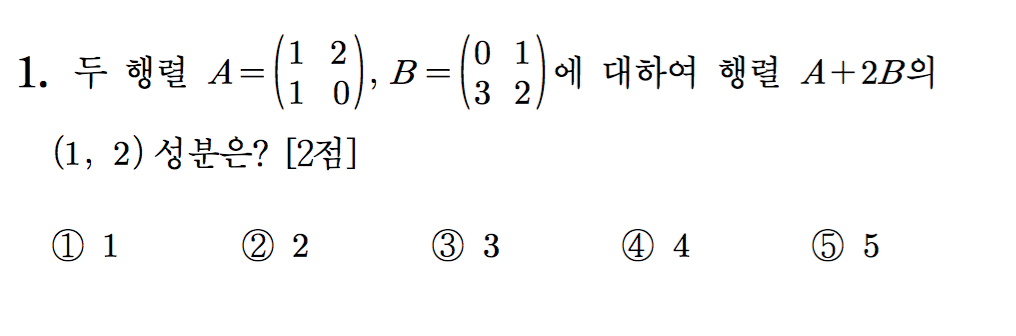 1. 두 행렬 A=(1 2; 1 0), B=(0 1; 3 2)에 대하여 행렬 A+2B의
(1, 2) 성분은? [2점]
① 1 ② 2 ③ 3 ④ 4 ⑤ 5